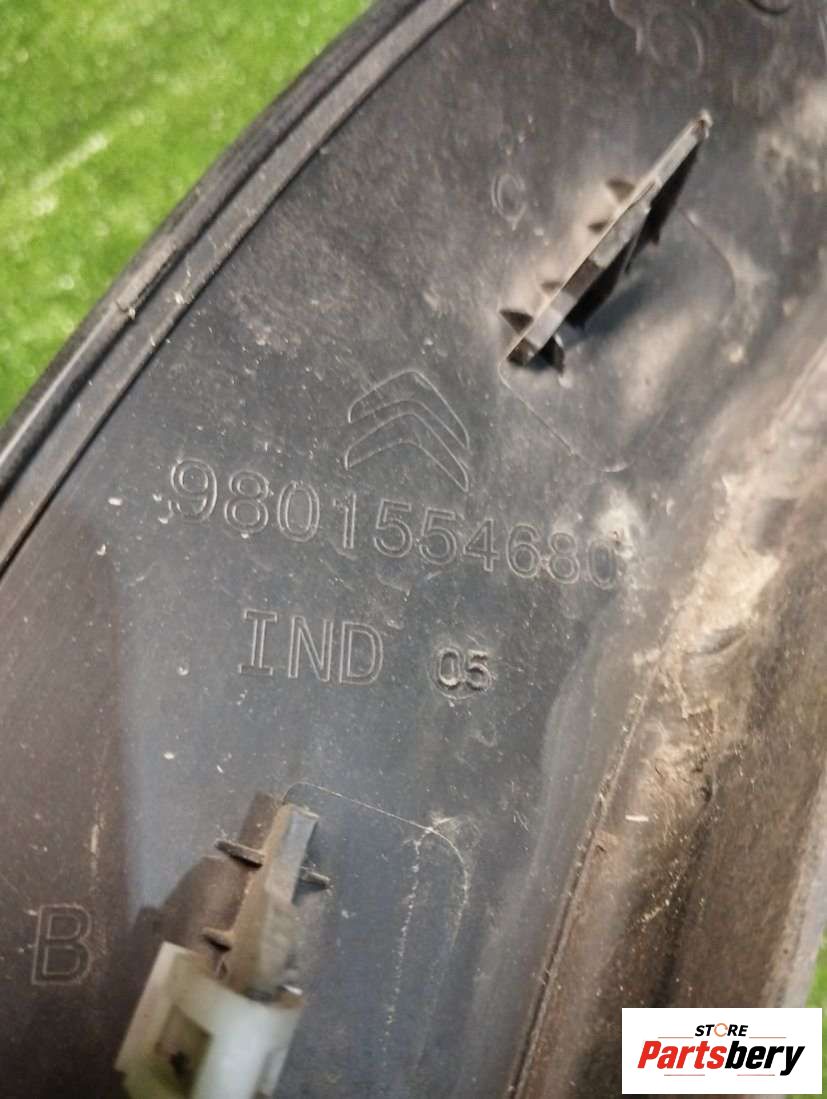 9801554680
IND 05
B
STORE
Partsbery